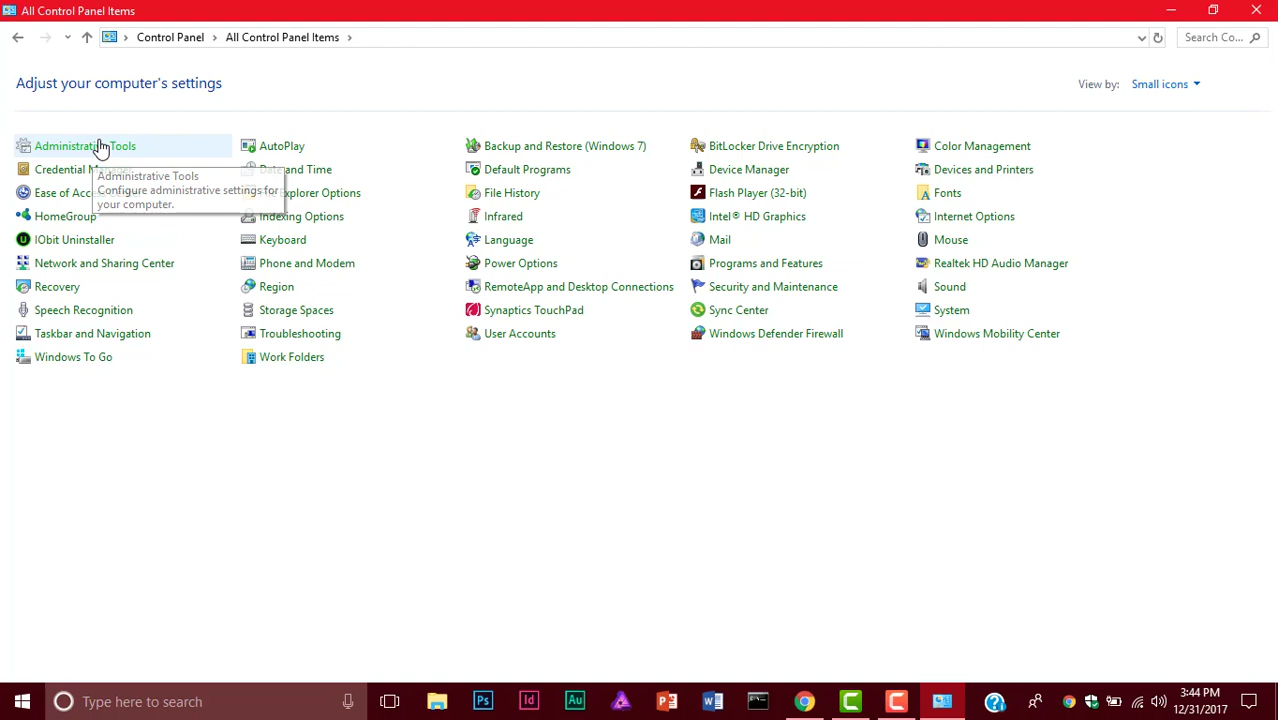 All Control Panel Items
Control Panel
All Control Panel Items
Search Co...
Adjust your computer's settings
View by:
Small icons
Administrative Tools
AutoPlay
Backup and Restore (Windows 7)
BitLocker Drive Encryption
Color Management
Credential Manager
Date and Time
Default Programs
Device Manager
Devices and Printers
Administrative Tools
Configure administrative settings for
your computer.
Ease of Acc
Explorer Options
File History
Flash Player (32-bit)
Fonts
HomeGroup
Indexing Options
Infrared
Intel® HD Graphics
Internet Options
IObit Uninstaller
Keyboard
Language
Mail
Mouse
Network and Sharing Center
Phone and Modem
Power Options
Programs and Features
Realtek HD Audio Manager
Recovery
Region
RemoteApp and Desktop Connections
Security and Maintenance
Sound
Speech Recognition
Storage Spaces
Synaptics TouchPad
Sync Center
System
Taskbar and Navigation
Troubleshooting
User Accounts
Windows Defender Firewall
Windows Mobility Center
Windows To Go
Work Folders
Type here to search
Ps
Id
Au
3:44 PM
12/31/2017